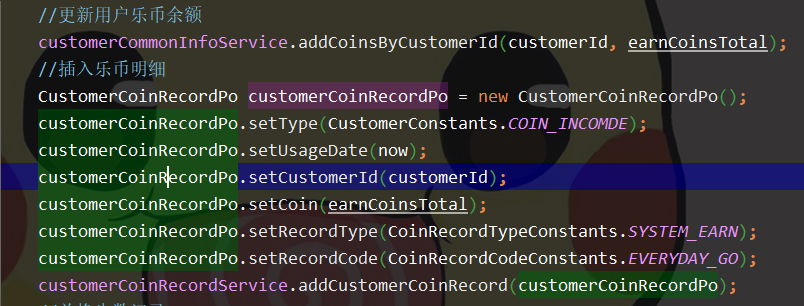 //更新用户乐币余额
customerCommonInfoService.addCoinsByCustomerId(customerId, earnCoinsTotal);
//插入乐币明细
CustomerCoinRecordPo customerCoinRecordPo = new CustomerCoinRecordPo();
customerCoinRecordPo.setType(CustomerConstants.COIN_INCOMDE);
customerCoinRecordPo.setUsageDate(now);
customerCoinRecordPo.setCustomerId(customerId);
customerCoinRecordPo.setCoin(earnCoinsTotal);
customerCoinRecordPo.setRecordType(CoinRecordTypeConstants.SYSTEM_EARN);
customerCoinRecordPo.setRecordCode(CoinRecordCodeConstants.EVERYDAY_GO);
customerCoinRecordService.addCoinRecord(customerCoinRecordPo);